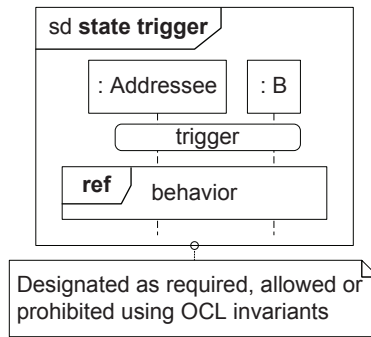 sd state trigger
: Addressee
: B
trigger
ref
behavior
Designated as required, allowed or
prohibited using OCL invariants